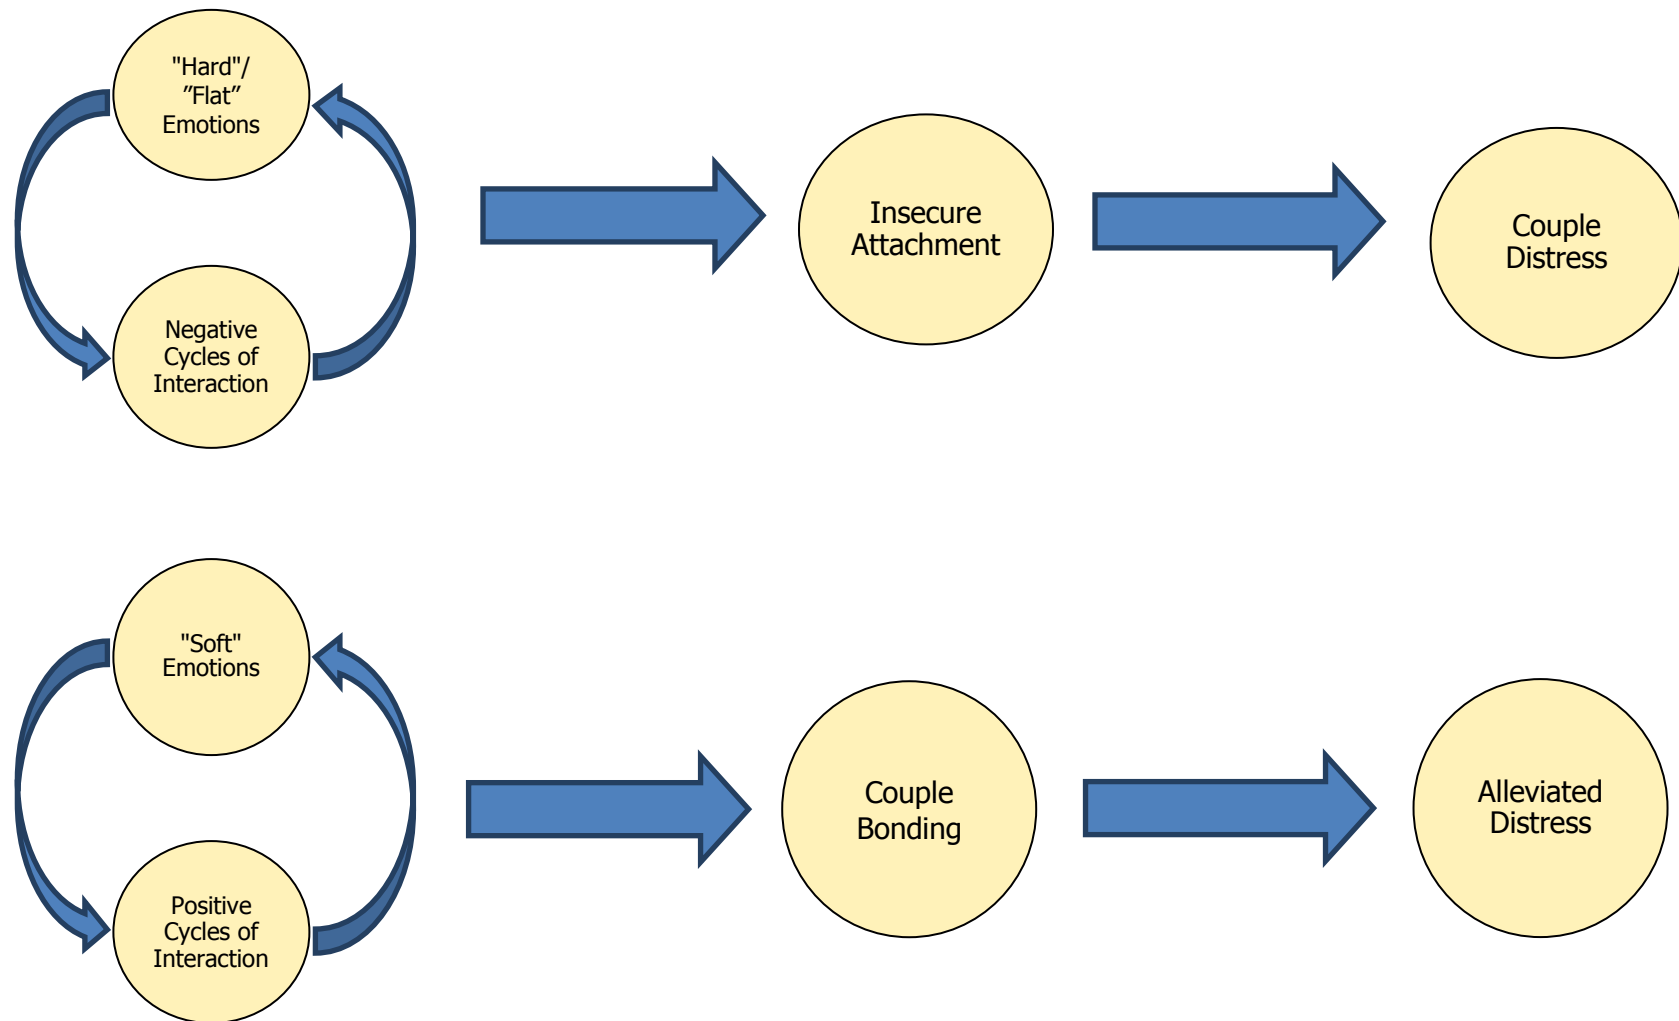 "Hard"/
”Flat”
Emotions
Insecure
Attachment
Couple
Distress
Negative
Cycles of
Interaction
"Soft"
Emotions
Couple
Bonding
Alleviated
Distress
Positive
Cycles of
Interaction